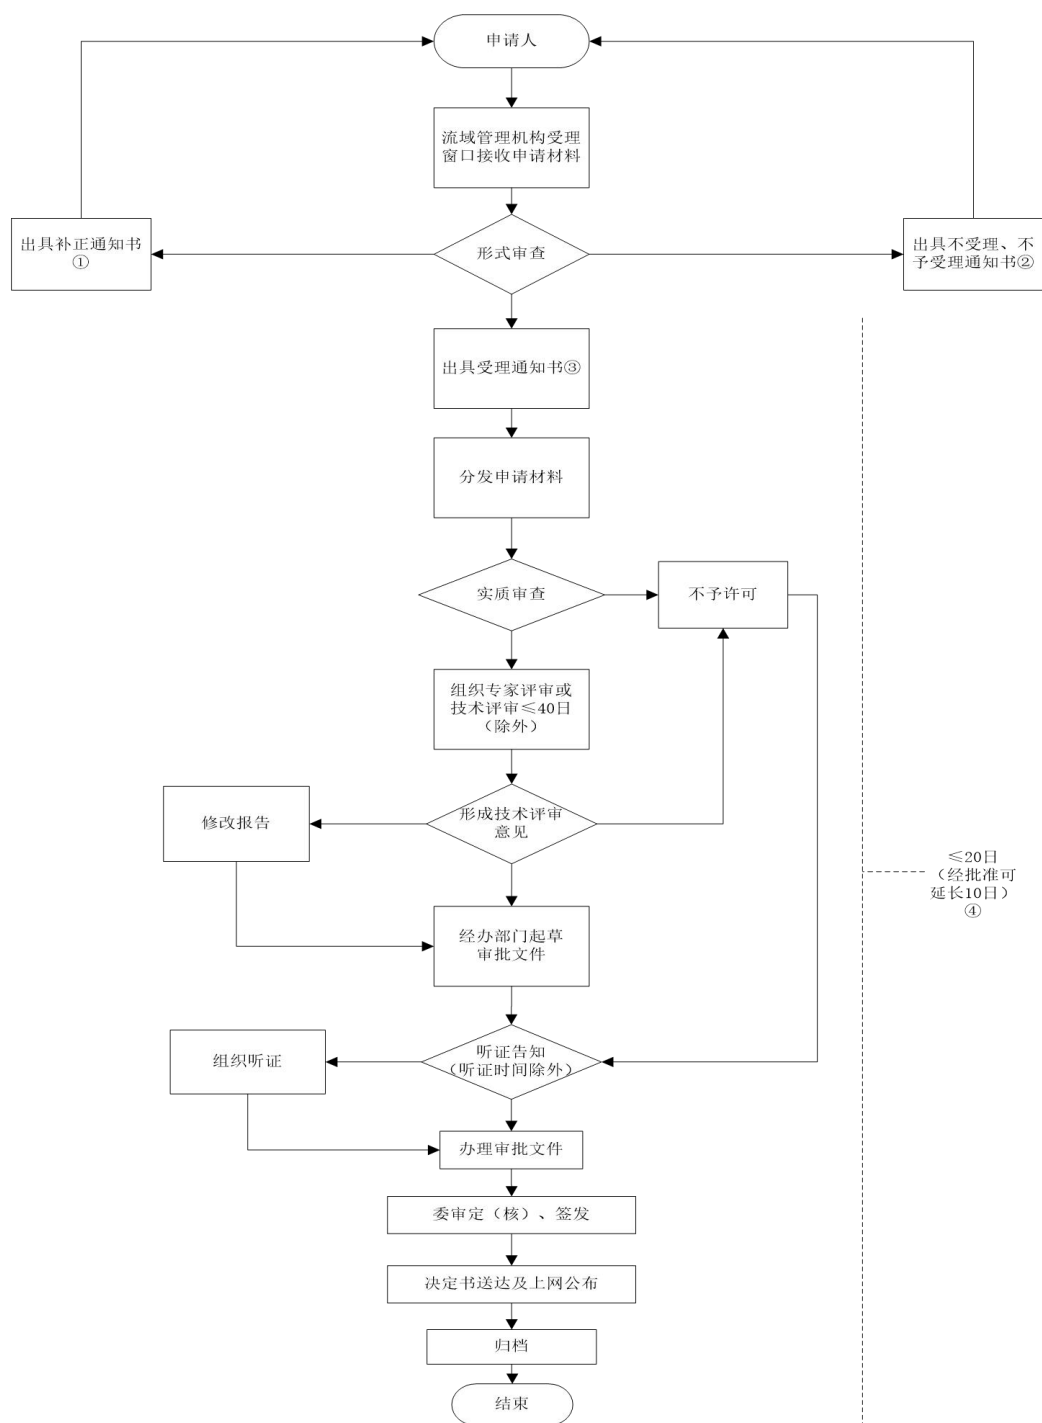 申请人
流域管理机构受理
窗口接收申请材料
出具补正通知书
①
形式审查
出具不受理、不
予受理通知书②
出具受理通知书③
分发申请材料
实质审查
不予许可
组织专家评审或
技术评审≤40日
（除外）
修改报告
形成技术评审
意见
≤20日
（经批准可
延长10日）
④
经办部门起草
审批文件
组织听证
听证告知
（听证时间除外）
办理审批文件
委审定（核）、签发
决定书送达及上网公布
归档
结束